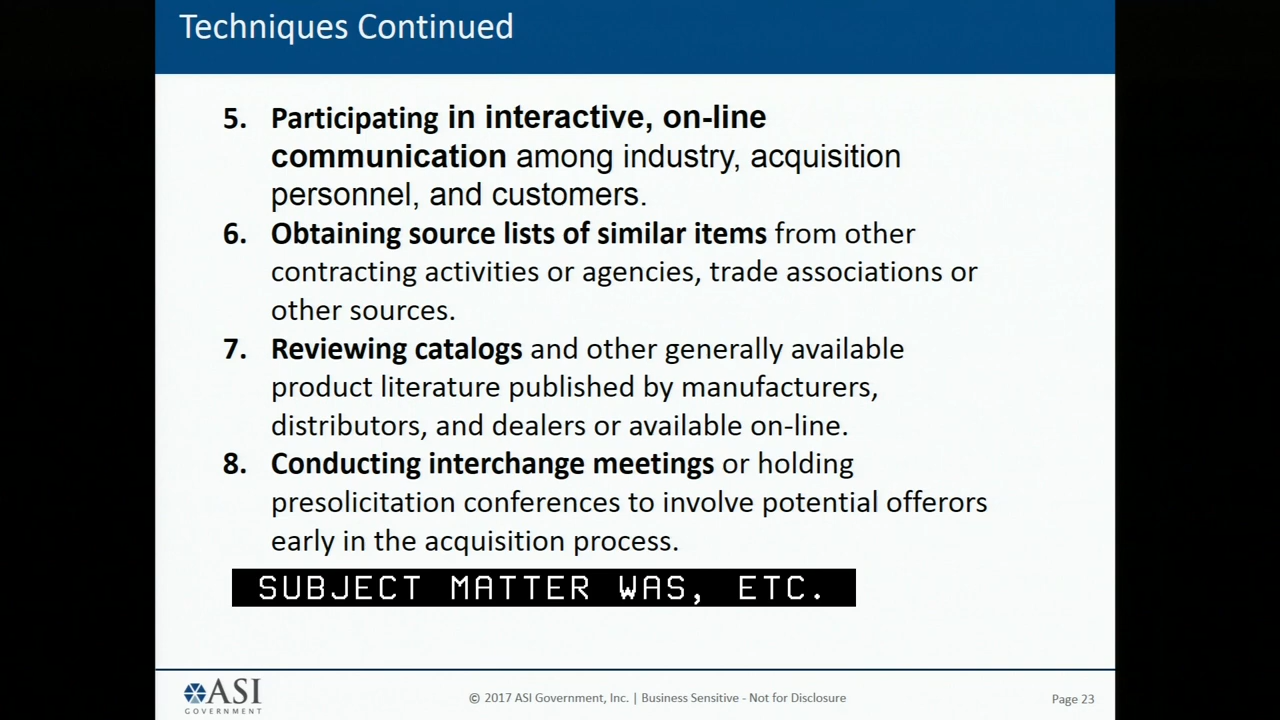 Techniques Continued
5. Participating in interactive, on-line
communication among industry, acquisition
personnel, and customers.
6. Obtaining source lists of similar items from other
contracting activities or agencies, trade associations or
other sources.
7. Reviewing catalogs and other generally available
product literature published by manufacturers,
distributors, and dealers or available on-line.
8. Conducting interchange meetings or holding
presolicitation conferences to involve potential offerors
early in the acquisition process.
SUBJECT MATTER WAS, ETC.
ASI
GOVERNMENT
© 2017 ASI Government, Inc. | Business Sensitive - Not for Disclosure
Page 23